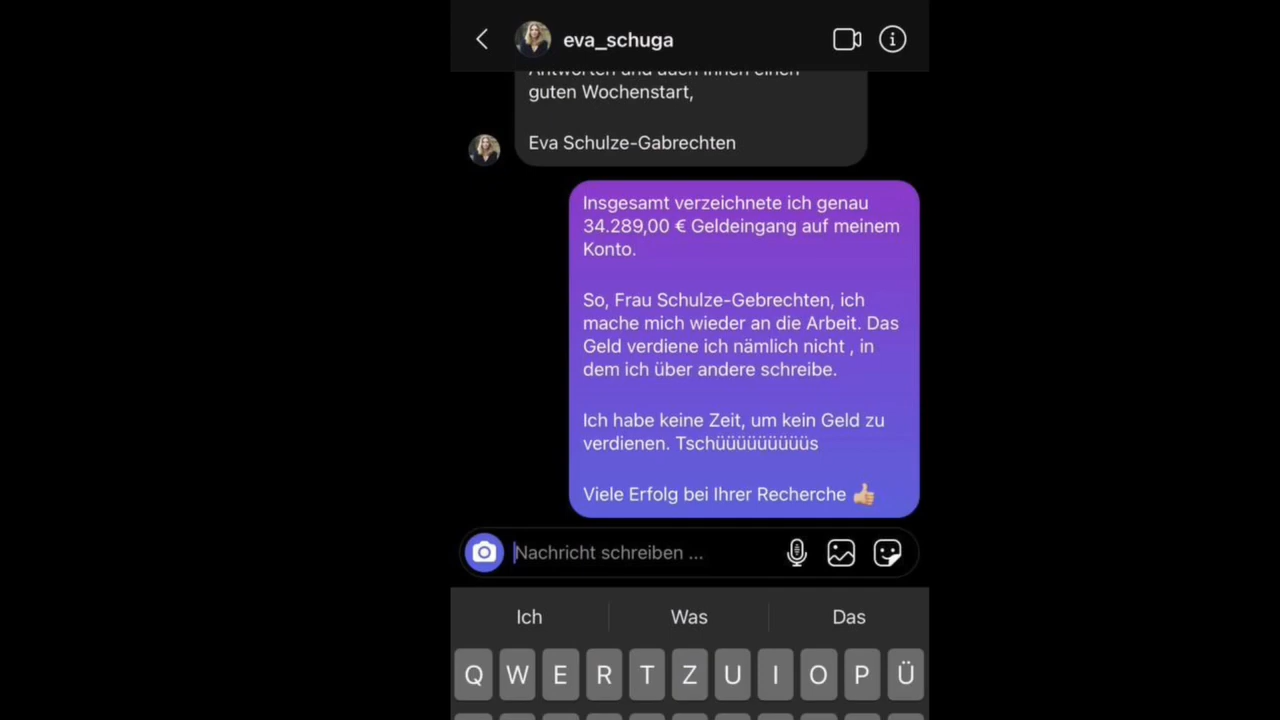 eva_schuga
Antworten und auch Ihnen einen
guten Wochenstart,
Eva Schulze-Gabrechten
Insgesamt verzeichnete ich genau
34.289,00 € Geldeingang auf meinem
Konto.
So, Frau Schulze-Gebrechten, ich
mache mich wieder an die Arbeit. Das
Geld verdiene ich nämlich nicht , in
dem ich über andere schreibe.
Ich habe keine Zeit, um kein Geld zu
verdienen. Tschüüüüüüüüüs
Viele Erfolg bei Ihrer Recherche 👍🏼
Nachricht schreiben ...
Ich Was Das
Q W E R T Z U I O P Ü